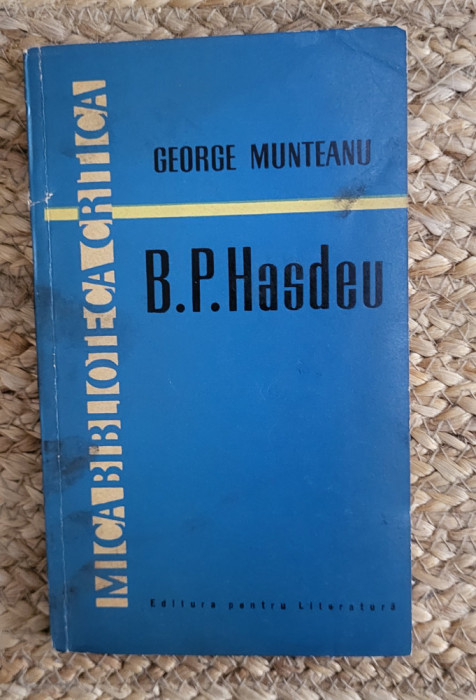 GEORGE MUNTEANU
B.P. Hasdeu
MICA BIBLIOTECA CRITICA
Editura pentru Literatură